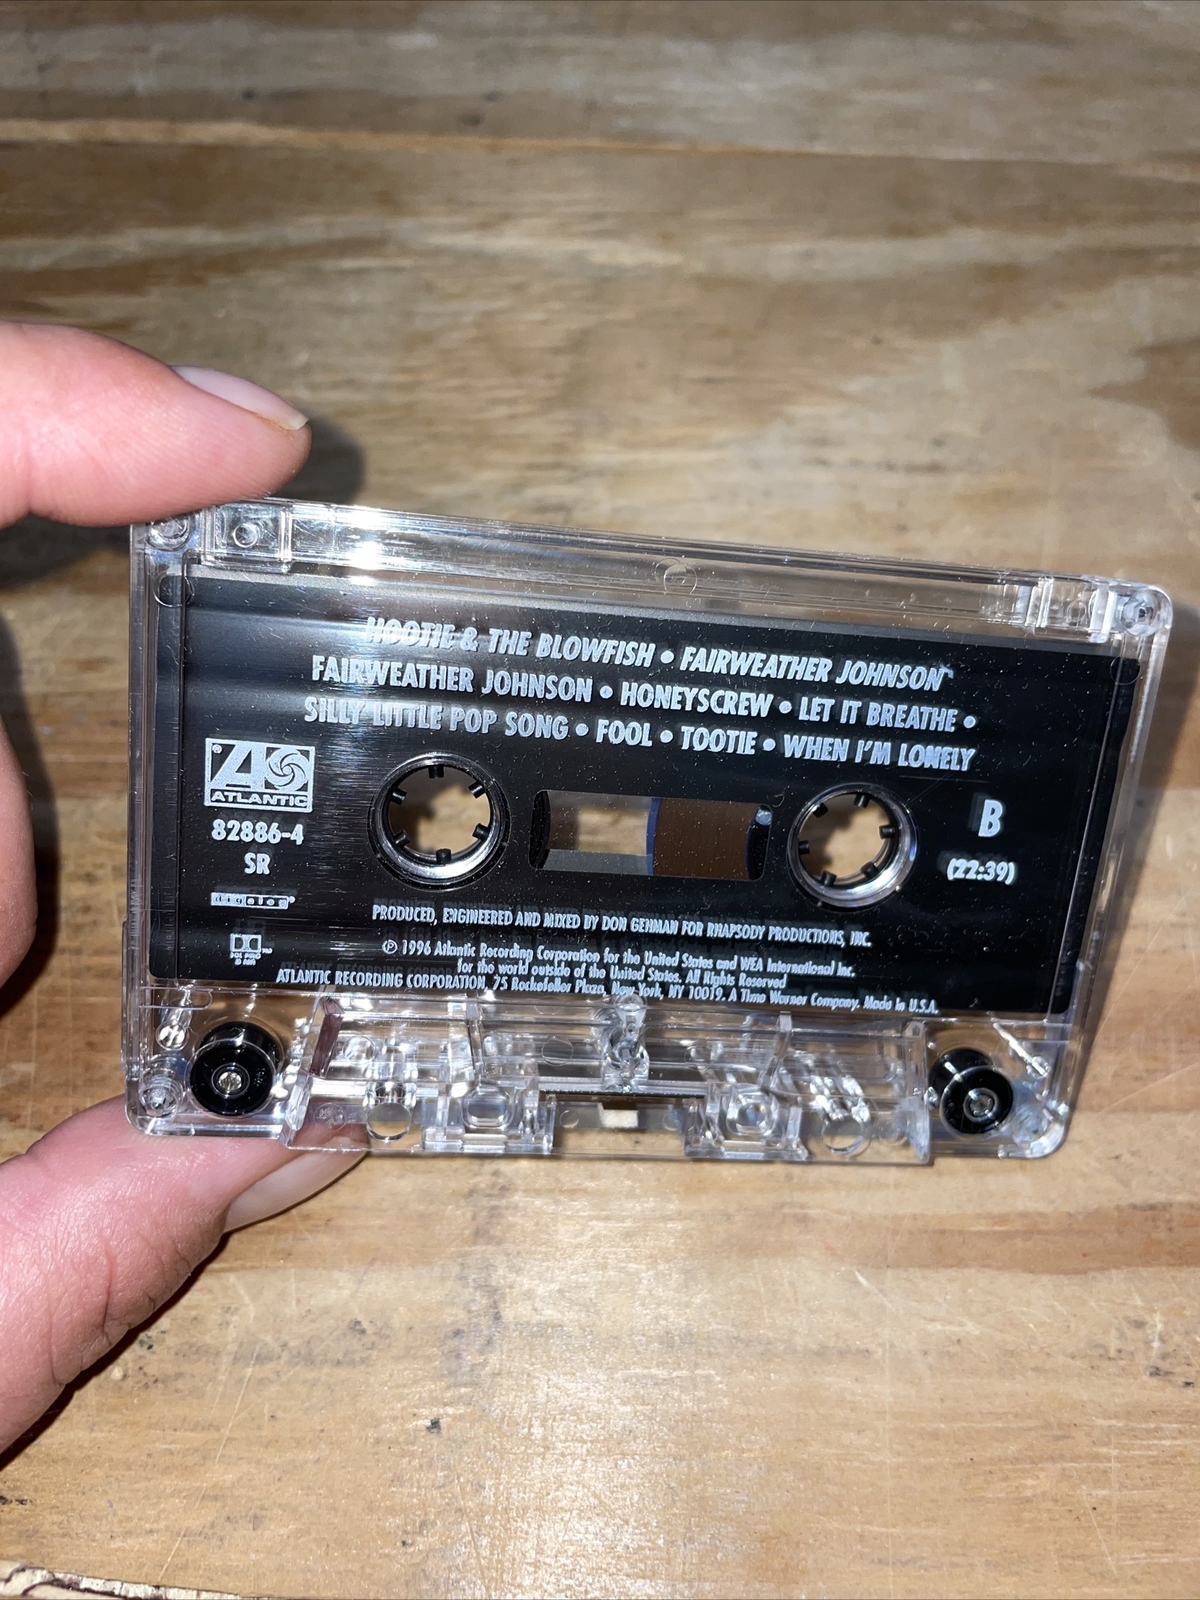 HOOTIE & THE BLOWFISH • FAIRWEATHER JOHNSON™
FAIRWEATHER JOHNSON • HONEYSCREW • LET IT BREATHE •
SILLY LITTLE POP SONG • FOOL • TOOTIE • WHEN I'M LONELY
ATLANTIC
82886-4
SR
digalog®
B
(22:39)
PRODUCED, ENGINEERED AND MIXED BY DON GEHMAN FOR RHAPSODY PRODUCTIONS, INC.
℗ 1996 Atlantic Recording Corporation for the United States and WEA International Inc.
for the world outside of the United States. All Rights Reserved
ATLANTIC RECORDING CORPORATION, 75 Rockefeller Plaza, New York, NY 10019. A Time Warner Company. Made in U.S.A.